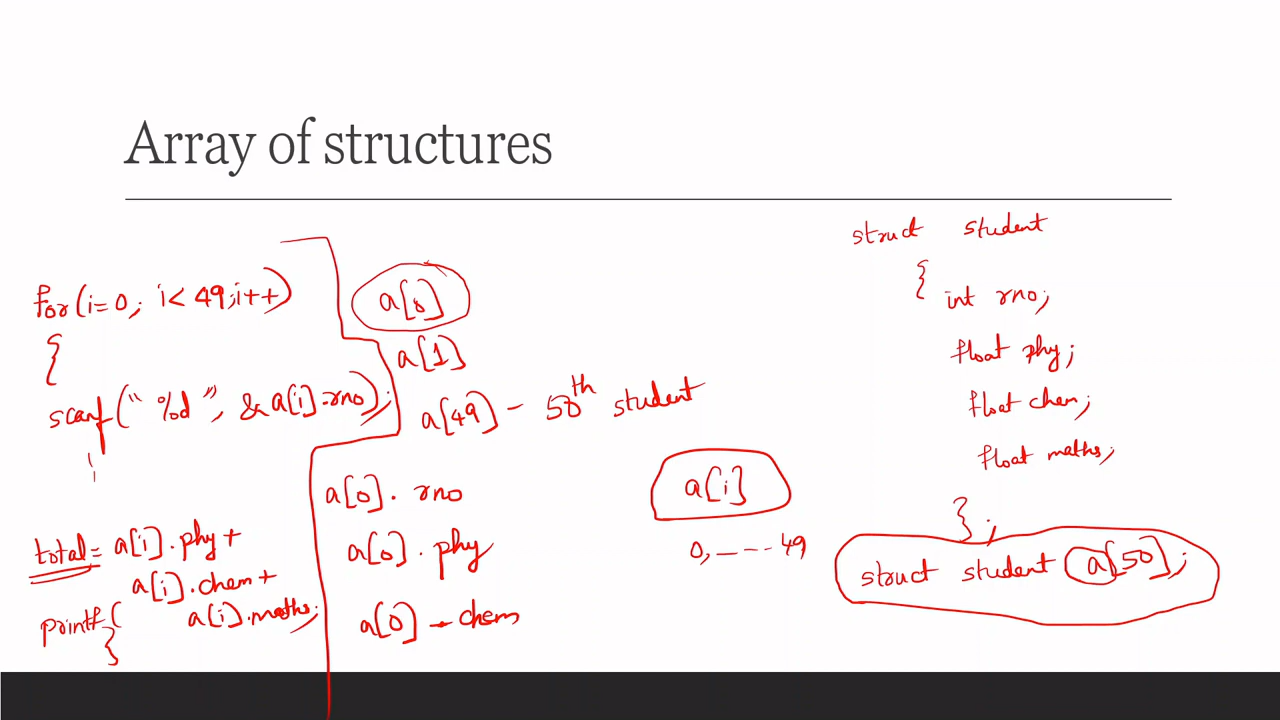 Array of structures
for(i=0; i<49;i++)
{
scanf("%d", &a[i].rno);
total= a[i].phy+
a[i].chem+
a[i].maths;
printf(
}
a[0]
a[1]
a[49] - 50th student
a[0]. rno
a[0]. phy
a[0] . chem
a[i]
0,---- 49
struct student
{
int rno;
float phy;
float chem;
float maths;
};
struct student a[50];